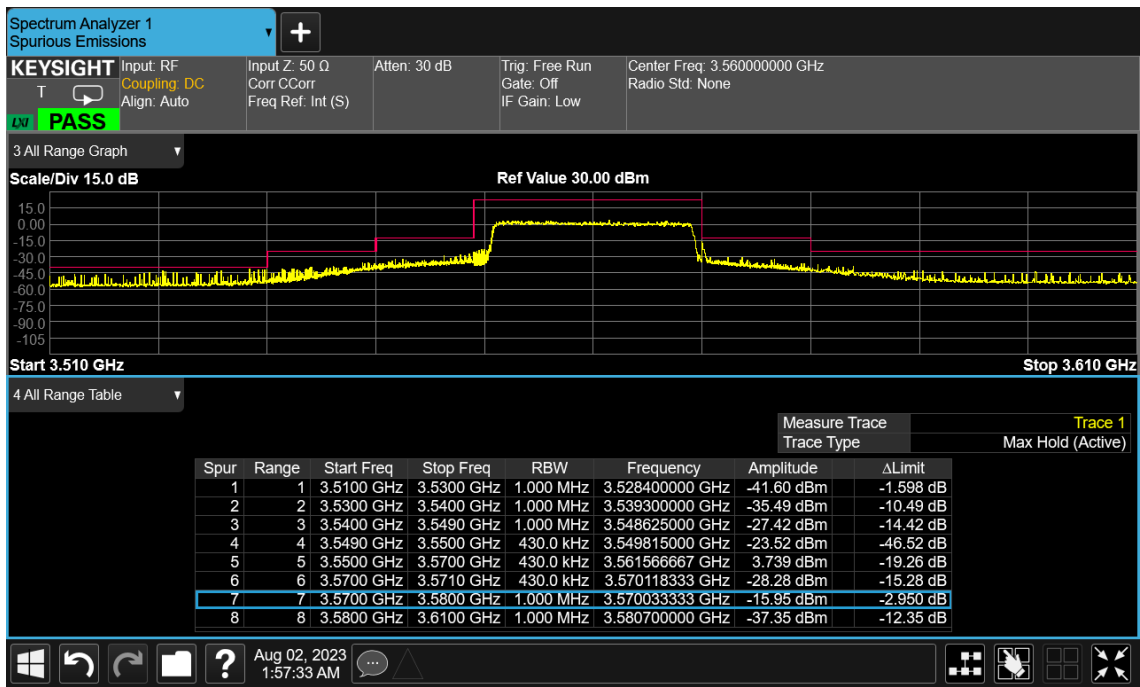 Spectrum Analyzer 1
Spurious Emissions
+
KEYSIGHT Input: RF Input Z: 50 Ω Atten: 30 dB Trig: Free Run Center Freq: 3.560000000 GHz
T Coupling: DC Corr CCorr Gate: Off Radio Std: None
Align: Auto Freq Ref: Int (S) IF Gain: Low
LXI PASS
3 All Range Graph
Scale/Div 15.0 dB Ref Value 30.00 dBm
15.0
0.00
-15.0
-30.0
-45.0
-60.0
-75.0
-90.0
-105
Start 3.510 GHz Stop 3.610 GHz
4 All Range Table
Measure Trace Trace 1
Trace Type Max Hold (Active)
Spur Range Start Freq Stop Freq RBW Frequency Amplitude ΔLimit
1 1 3.5100 GHz 3.5300 GHz 1.000 MHz 3.528400000 GHz -41.60 dBm -1.598 dB
2 2 3.5300 GHz 3.5400 GHz 1.000 MHz 3.539300000 GHz -35.49 dBm -10.49 dB
3 3 3.5400 GHz 3.5490 GHz 1.000 MHz 3.548625000 GHz -27.42 dBm -14.42 dB
4 4 3.5490 GHz 3.5500 GHz 430.0 kHz 3.549815000 GHz -23.52 dBm -46.52 dB
5 5 3.5500 GHz 3.5700 GHz 430.0 kHz 3.561566667 GHz 3.739 dBm -19.26 dB
6 6 3.5700 GHz 3.5710 GHz 430.0 kHz 3.570118333 GHz -28.28 dBm -15.28 dB
7 7 3.5700 GHz 3.5800 GHz 1.000 MHz 3.570033333 GHz -15.95 dBm -2.950 dB
8 8 3.5800 GHz 3.6100 GHz 1.000 MHz 3.580700000 GHz -37.35 dBm -12.35 dB
? Aug 02, 2023
1:57:33 AM